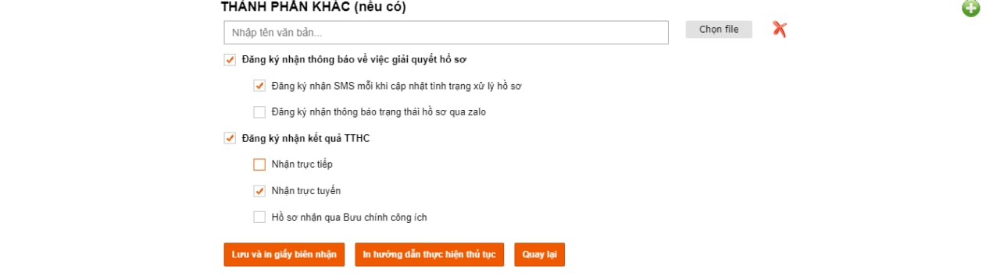 THÀNH PHẦN KHÁC (nếu có)
Nhập tên văn bản...
Chọn file
Đăng ký nhận thông báo về việc giải quyết hồ sơ
Đăng ký nhận SMS mỗi khi cập nhật tình trạng xử lý hồ sơ
Đăng ký nhận thông báo trạng thái hồ sơ qua zalo
Đăng ký nhận kết quả TTHC
Nhận trực tiếp
Nhận trực tuyến
Hồ sơ nhận qua Bưu chính công ích
Lưu và in giấy biên nhận
In hướng dẫn thực hiện thủ tục
Quay lại